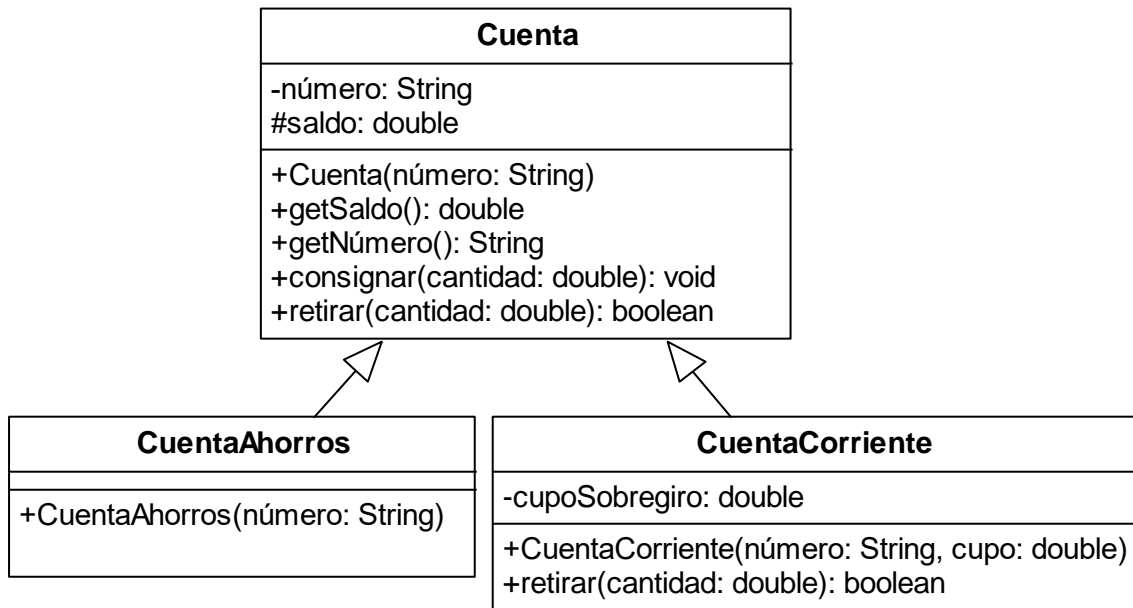 Cuenta
-número: String
#saldo: double
+Cuenta(número: String)
+getSaldo(): double
+getNúmero(): String
+consignar(cantidad: double): void
+retirar(cantidad: double): boolean
CuentaAhorros
+CuentaAhorros(número: String)
CuentaCorriente
-cupoSobregiro: double
+CuentaCorriente(número: String, cupo: double)
+retirar(cantidad: double): boolean